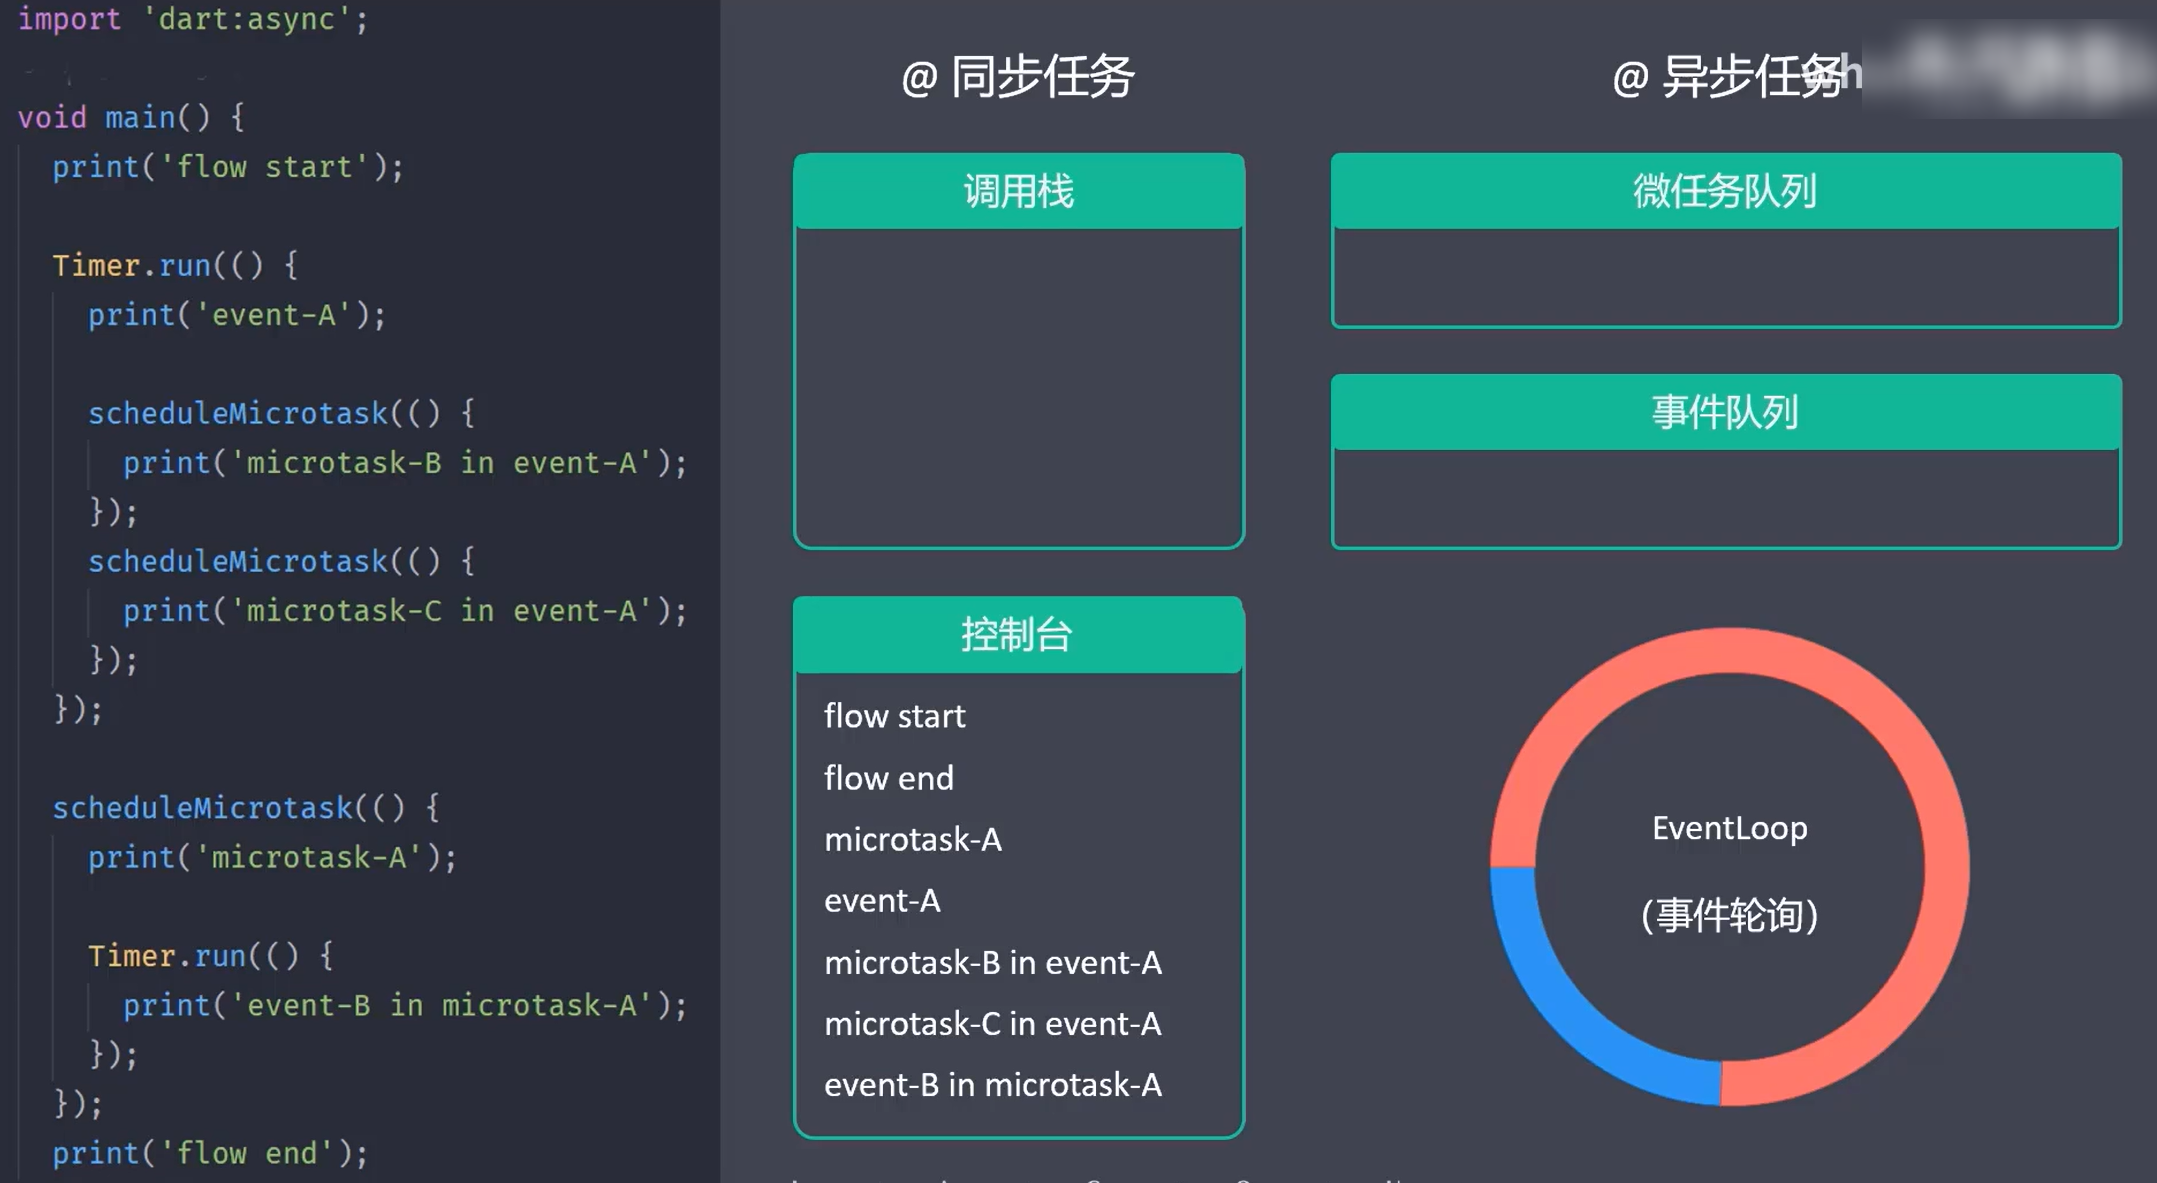 import 'dart:async';
void main() {
print('flow start');
Timer.run(() {
print('event-A');
scheduleMicrotask(() {
print('microtask-B in event-A');
});
scheduleMicrotask(() {
print('microtask-C in event-A');
});
});
scheduleMicrotask(() {
print('microtask-A');
Timer.run(() {
print('event-B in microtask-A');
});
});
print('flow end');
@ 同步任务
@ 异步任务
调用栈
微任务队列
事件队列
控制台
flow start
flow end
microtask-A
event-A
microtask-B in event-A
microtask-C in event-A
event-B in microtask-A
EventLoop
(事件轮询)